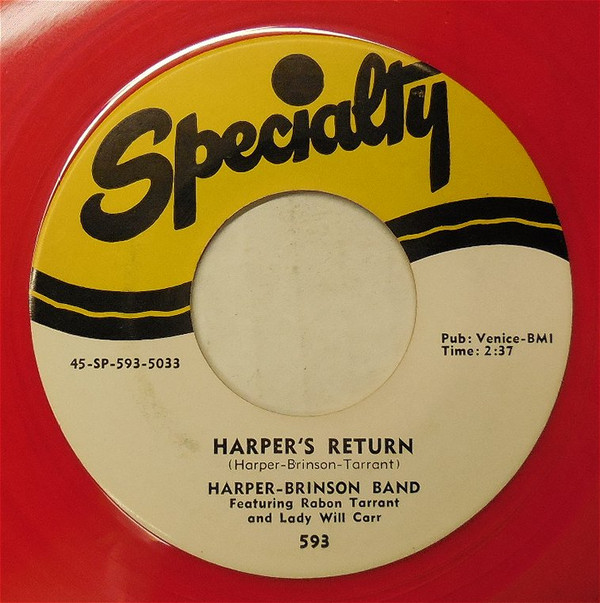 Specialty
Pub: Venice-BMI
Time: 2:37
45-SP-593-5033
HARPER'S RETURN
(Harper-Brinson-Tarrant)
HARPER-BRINSON BAND
Featuring Rabon Tarrant
and Lady Will Carr
593